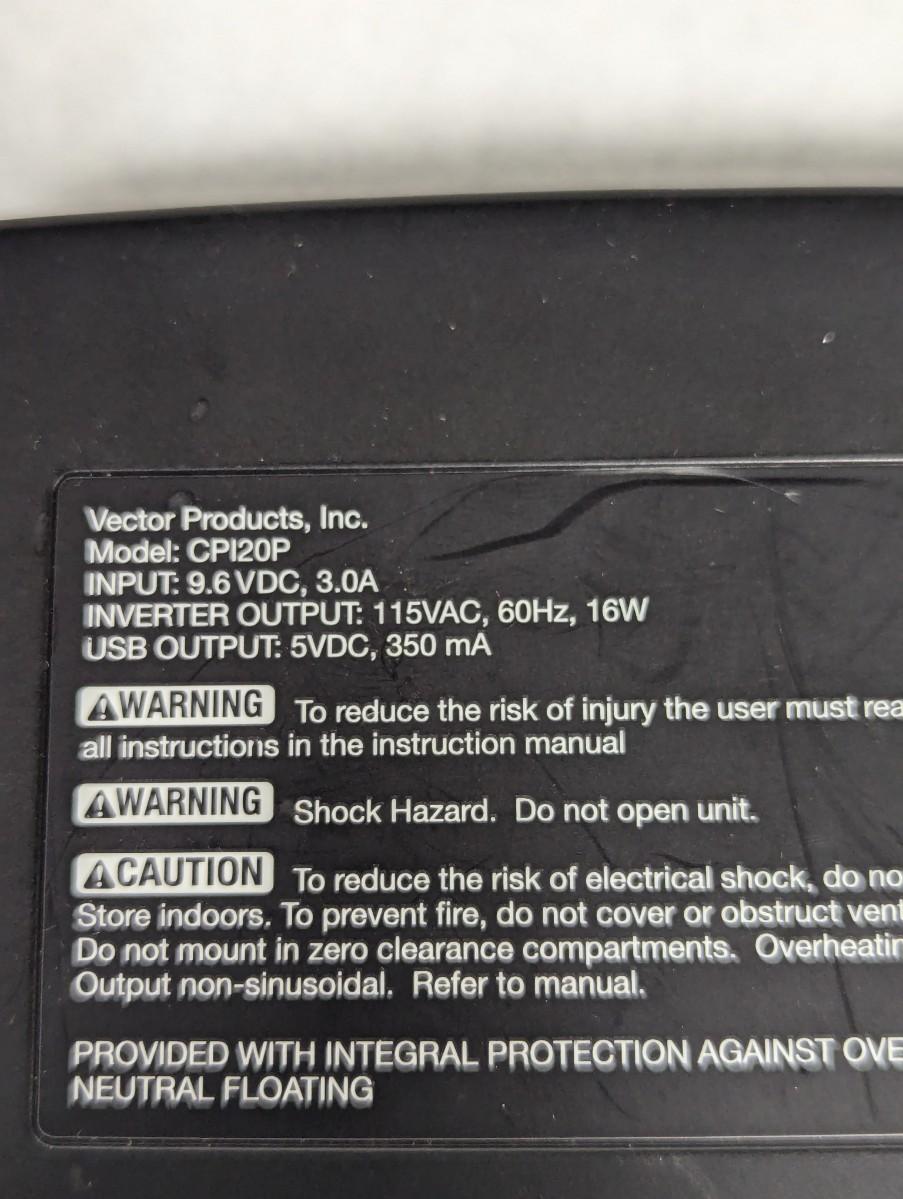 Vector Products, Inc.
Model: CPI20P
INPUT: 9.6 VDC, 3.0A
INVERTER OUTPUT: 115VAC, 60Hz, 16W
USB OUTPUT: 5VDC, 350 mA
WARNING To reduce the risk of injury the user must rea
all instructions in the instruction manual
WARNING Shock Hazard. Do not open unit.
CAUTION To reduce the risk of electrical shock, do no
Store indoors. To prevent fire, do not cover or obstruct vent
Do not mount in zero clearance compartments. Overheatin
Output non-sinusoidal. Refer to manual.
PROVIDED WITH INTEGRAL PROTECTION AGAINST OVE
NEUTRAL FLOATING